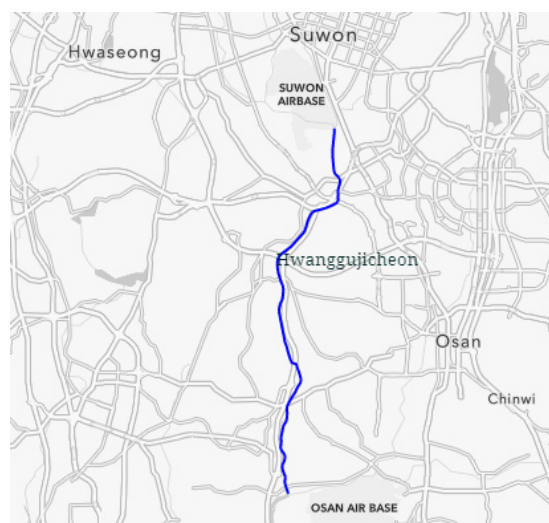 Suwon
Hwaseong
SUWON
AIRBASE
Hwanggujicheon
Osan
Chinwi
OSAN AIR BASE